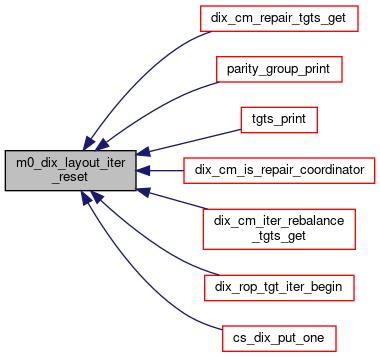 dix_cm_repair_tgts_get
parity_group_print
tgts_print
m0_dix_layout_iter
_reset
dix_cm_is_repair_coordinator
dix_cm_iter_rebalance
_tgts_get
dix_rop_tgt_iter_begin
cs_dix_put_one